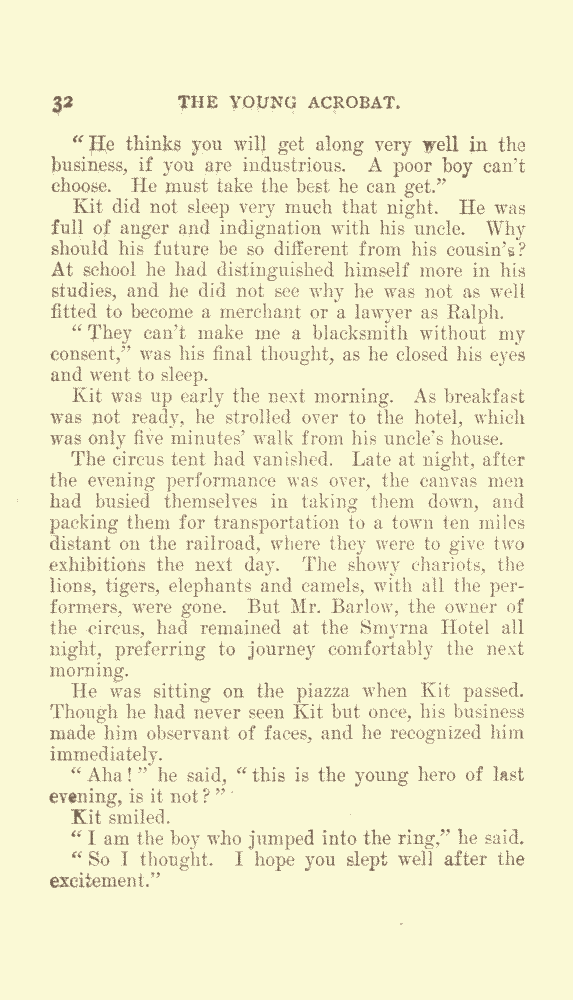 32 THE YOUNG ACROBAT.
“He thinks you will get along very well in the
business, if you are industrious. A poor boy can’t
choose. He must take the best he can get.”
Kit did not sleep very much that night. He was
full of anger and indignation with his uncle. Why
should his future be so different from his cousin’s?
At school he had distinguished himself more in his
studies, and he did not see why he was not as well
fitted to become a merchant or a lawyer as Ralph.
“They can’t make me a blacksmith without my
consent,” was his final thought, as he closed his eyes
and went to sleep.
Kit was up early the next morning. As breakfast
was not ready, he strolled over to the hotel, which
was only five minutes’ walk from his uncle’s house.
The circus tent had vanished. Late at night, after
the evening performance was over, the canvas men
had busied themselves in taking them down, and
packing them for transportation to a town ten miles
distant on the railroad, where they were to give two
exhibitions the next day. The showy chariots, the
lions, tigers, elephants and camels, with all the per-
formers, were gone. But Mr. Barlow, the owner of
the circus, had remained at the Smyrna Hotel all
night, preferring to journey comfortably the next
morning.
He was sitting on the piazza when Kit passed.
Though he had never seen Kit but once, his business
made him observant of faces, and he recognized him
immediately.
“Aha!” he said, “this is the young hero of last
evening, is it not?”
Kit smiled.
“I am the boy who jumped into the ring,” he said.
“So I thought. I hope you slept well after the
excitement.”